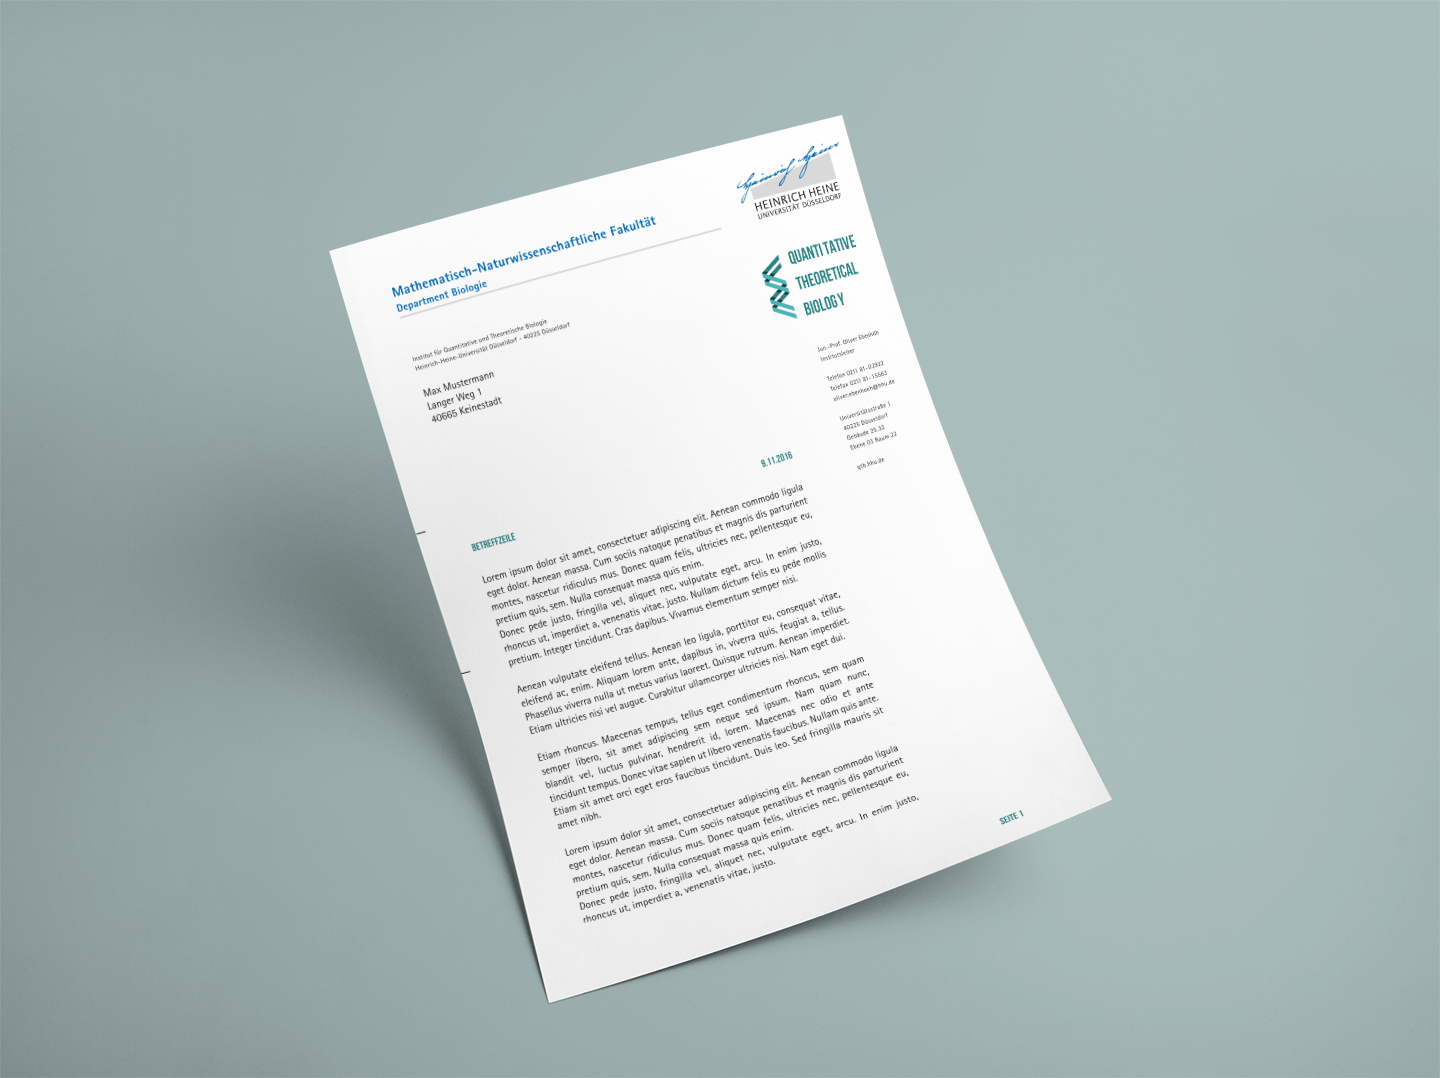 Heinrich Heine
HEINRICH HEINE
UNIVERSITÄT DÜSSELDORF
Mathematisch-Naturwissenschaftliche Fakultät
Department Biologie
QUANTITATIVE
THEORETICAL
BIOLOGY
Institut für Quantitative und Theoretische Biologie
Heinrich-Heine-Universität Düsseldorf - 40225 Düsseldorf
Max Mustermann
Langer Weg 1
40665 Keinestadt
Jun.-Prof. Oliver Ebenhöh
Institutsleiter
Telefon 0211 81-02922
Telefax 0211 81-15563
oliver.ebenhoeh@hhu.de
Universitätsstraße 1
40225 Düsseldorf
Gebäude 25.32
Ebene 03 Raum 22
qtb.hhu.de
9.11.2016
BETREFFZEILE
Lorem ipsum dolor sit amet, consectetuer adipiscing elit. Aenean commodo ligula
eget dolor. Aenean massa. Cum sociis natoque penatibus et magnis dis parturient
montes, nascetur ridiculus mus. Donec quam felis, ultricies nec, pellentesque eu,
pretium quis, sem. Nulla consequat massa quis enim.
Donec pede justo, fringilla vel, aliquet nec, vulputate eget, arcu. In enim justo,
rhoncus ut, imperdiet a, venenatis vitae, justo. Nullam dictum felis eu pede mollis
pretium. Integer tincidunt. Cras dapibus. Vivamus elementum semper nisi.
Aenean vulputate eleifend tellus. Aenean leo ligula, porttitor eu, consequat vitae,
eleifend ac, enim. Aliquam lorem ante, dapibus in, viverra quis, feugiat a, tellus.
Phasellus viverra nulla ut metus varius laoreet. Quisque rutrum. Aenean imperdiet.
Etiam ultricies nisi vel augue. Curabitur ullamcorper ultricies nisi. Nam eget dui.
Etiam rhoncus. Maecenas tempus, tellus eget condimentum rhoncus, sem quam
semper libero, sit amet adipiscing sem neque sed ipsum. Nam quam nunc,
blandit vel, luctus pulvinar, hendrerit id, lorem. Maecenas nec odio et ante
tincidunt tempus. Donec vitae sapien ut libero venenatis faucibus. Nullam quis ante.
Etiam sit amet orci eget eros faucibus tincidunt. Duis leo. Sed fringilla mauris sit
amet nibh.
Lorem ipsum dolor sit amet, consectetuer adipiscing elit. Aenean commodo ligula
eget dolor. Aenean massa. Cum sociis natoque penatibus et magnis dis parturient
montes, nascetur ridiculus mus. Donec quam felis, ultricies nec, pellentesque eu,
pretium quis, sem. Nulla consequat massa quis enim.
Donec pede justo, fringilla vel, aliquet nec, vulputate eget, arcu. In enim justo,
rhoncus ut, imperdiet a, venenatis vitae, justo.
SEITE 1